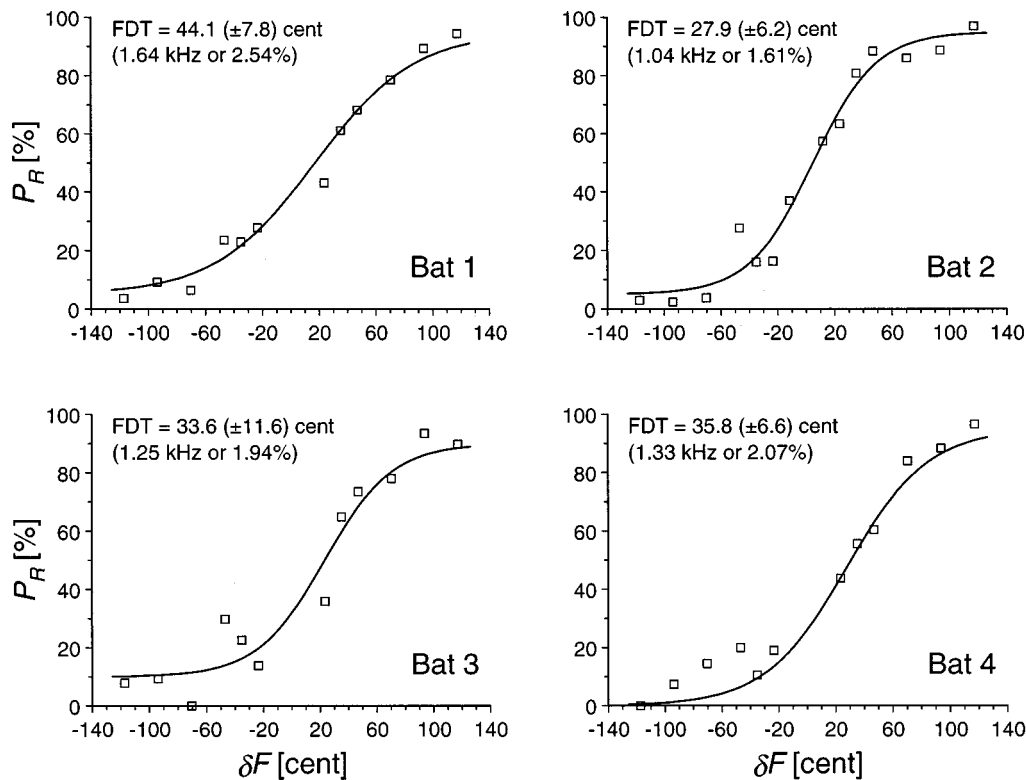 FDT = 44.1 (±7.8) cent
(1.64 kHz or 2.54%)
100
80
60
40
20
0
P_R [%]
Bat 1
-140 -100 -60 -20 20 60 100 140
FDT = 27.9 (±6.2) cent
(1.04 kHz or 1.61%)
100
80
60
40
20
0
Bat 2
-140 -100 -60 -20 20 60 100 140
FDT = 33.6 (±11.6) cent
(1.25 kHz or 1.94%)
100
80
60
40
20
0
P_R [%]
Bat 3
-140 -100 -60 -20 20 60 100 140
δF [cent]
FDT = 35.8 (±6.6) cent
(1.33 kHz or 2.07%)
100
80
60
40
20
0
Bat 4
-140 -100 -60 -20 20 60 100 140
δF [cent]